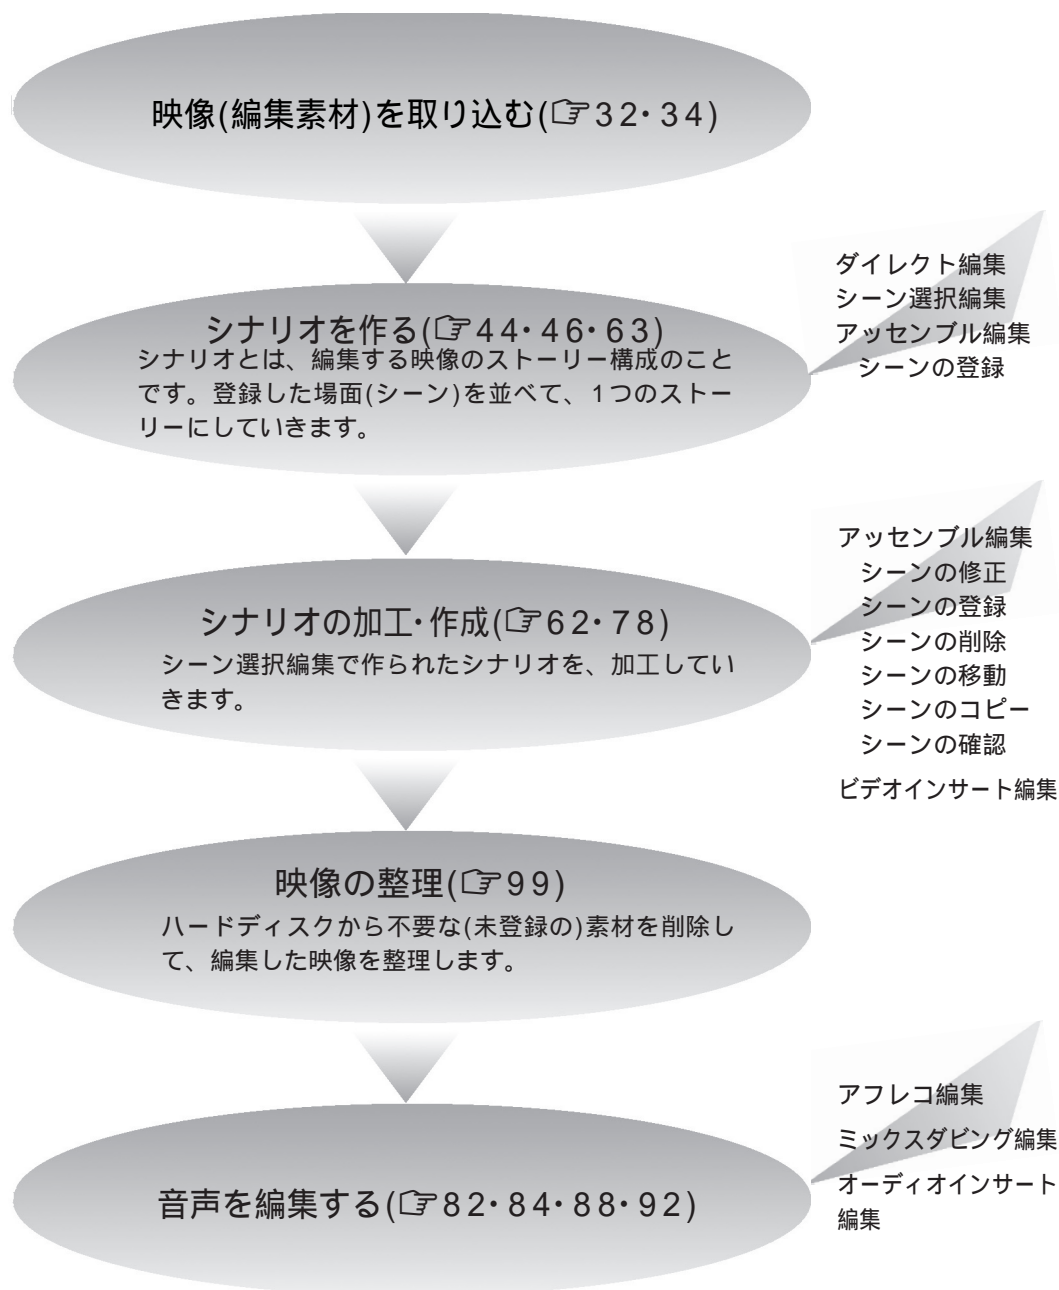 映像(編集素材)を取り込む(☞32・34)
シナリオを作る(☞44・46・63)
シナリオとは、編集する映像のストーリー構成のこと
です。登録した場面(シーン)を並べて、1つのストー
リーにしていきます。
ダイレクト編集
シーン選択編集
アッセンブル編集
シーンの登録
シナリオの加工・作成(☞62・78)
シーン選択編集で作られたシナリオを、加工してい
きます。
アッセンブル編集
シーンの修正
シーンの登録
シーンの削除
シーンの移動
シーンのコピー
シーンの確認
ビデオインサート編集
映像の整理(☞99)
ハードディスクから不要な(未登録の)素材を削除し
て、編集した映像を整理します。
音声を編集する(☞82・84・88・92)
アフレコ編集
ミックスダビング編集
オーディオインサート
編集